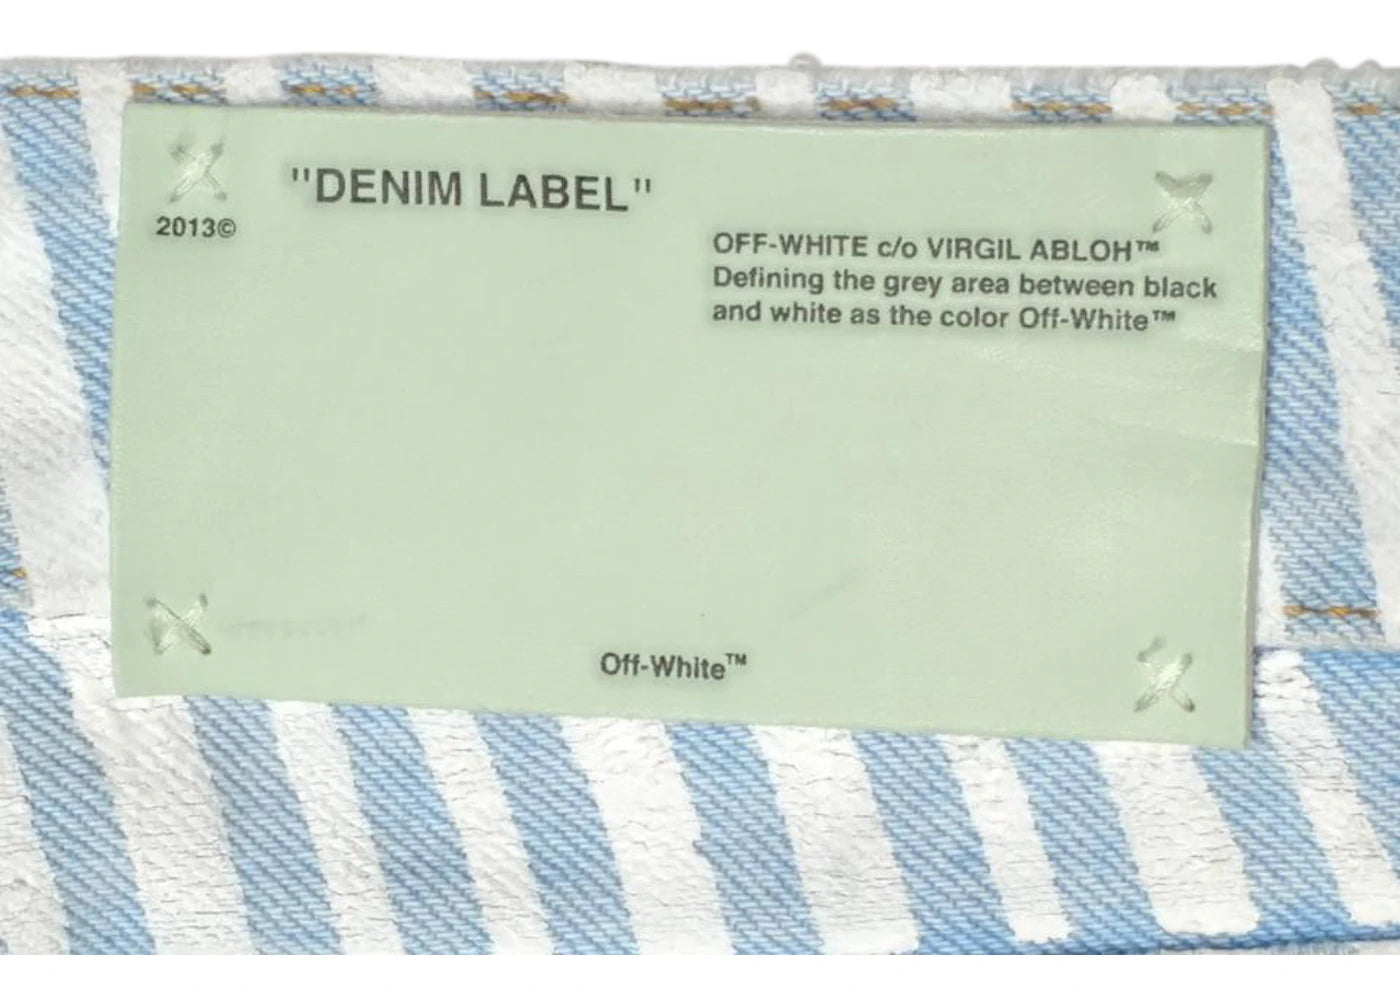 "DENIM LABEL"
2013©
OFF-WHITE c/o VIRGIL ABLOH™
Defining the grey area between black
and white as the color Off-White™
Off-White™